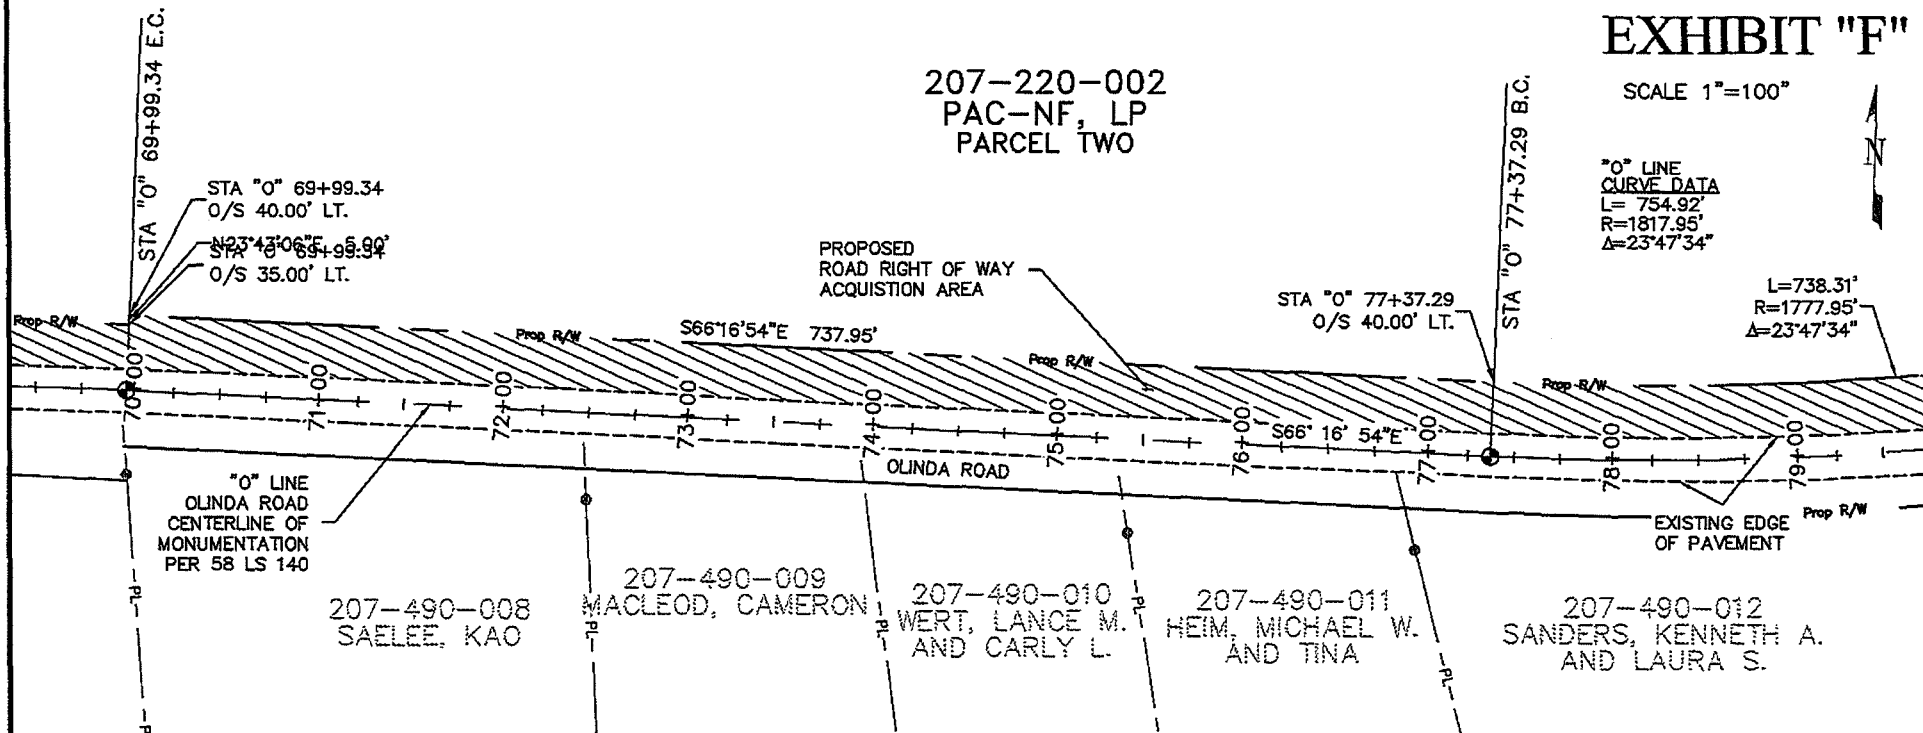 EXHIBIT "F"
SCALE 1"=100"
N
"O" LINE
CURVE DATA
L= 754.92'
R=1817.95'
Δ=23°47'34"
207-220-002
PAC-NF, LP
PARCEL TWO
STA "O" 69+99.34 E.C.
STA "O" 69+99.34
O/S 40.00' LT.
N23°43'06"E 5.00'
STA "O" 69+99.34
O/S 35.00' LT.
PROPOSED
ROAD RIGHT OF WAY
ACQUISTION AREA
STA "O" 77+37.29
O/S 40.00' LT.
STA "O" 77+37.29 B.C.
L=738.31'
R=1777.95'
Δ=23°47'34"
Prop R/W
Prop R/W
S66°16'54"E 737.95'
Prop R/W
Prop R/W
70+00
71+00
72+00
73+00
74+00
75+00
76+00
S66° 16' 54"E
77+00
78+00
79+00
OLINDA ROAD
"O" LINE
OLINDA ROAD
CENTERLINE OF
MONUMENTATION
PER 58 LS 140
EXISTING EDGE
OF PAVEMENT
Prop R/W
207-490-008
SAELEE, KAO
207-490-009
MACLEOD, CAMERON
207-490-010
WERT, LANCE M.
AND CARLY L.
207-490-011
HEIM, MICHAEL W.
AND TINA
207-490-012
SANDERS, KENNETH A.
AND LAURA S.
PL
PL
PL
PL
PL